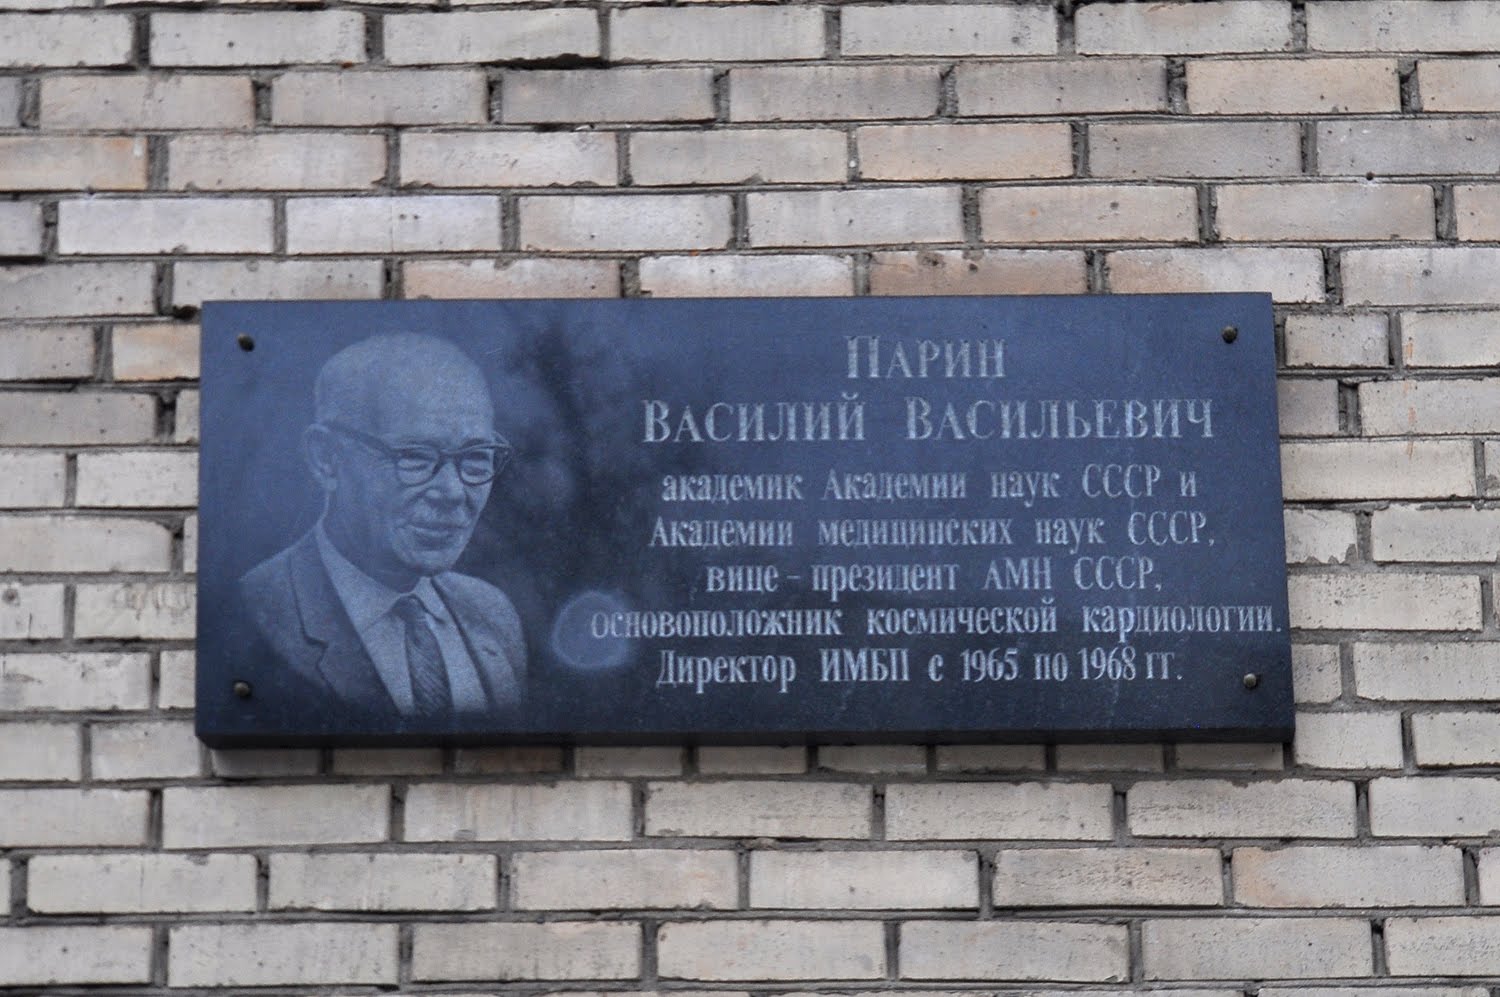 Парин
Василий Васильевич
академик Академии наук СССР и
Академии медицинских наук СССР,
вице - президент АМН СССР,
основоположник космической кардиологии.
Директор ИМБП с 1965 по 1968 гг.